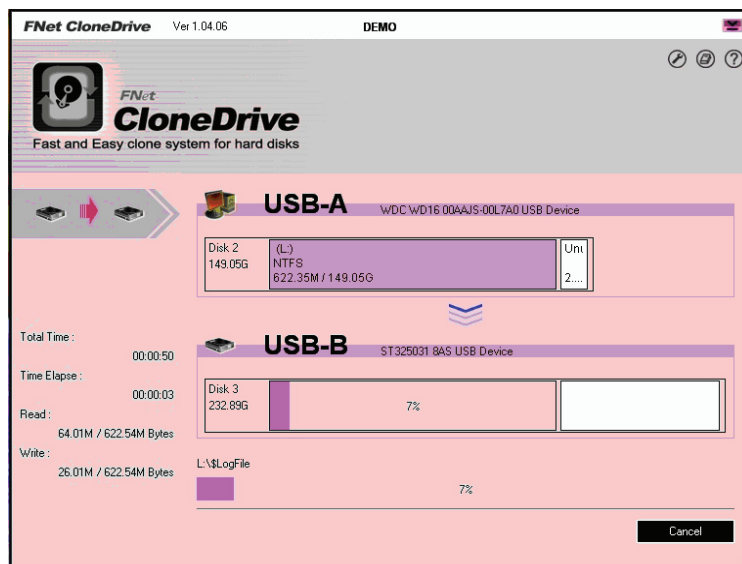 FNet CloneDrive Ver 1.04.06 DEMO
FNet
CloneDrive
Fast and Easy clone system for hard disks
USB-A WDC WD16 00AAJS-00L7A0 USB Device
Disk 2
149.05G
(L:)
NTFS
622.35M / 149.05G
Un
2....
USB-B ST325031 8AS USB Device
Disk 3
232.89G
7%
Total Time :
00:00:50
Time Elapse :
00:00:03
Read :
64.01M / 622.54M Bytes
Write :
26.01M / 622.54M Bytes
L:\$LogFile
7%
Cancel